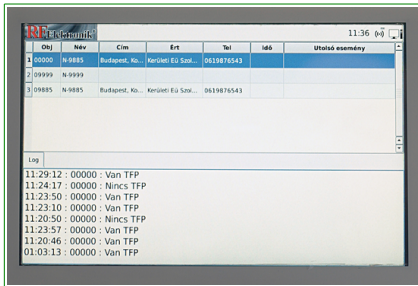 RF Elektronik! 11:36
Obj Név Cím Ért Tel Idő Utolsó esemény
1 00000 N-9885 Budapest, Ko... Kerületi Eü Szol... 0619876543
2 09999 N-9999
3 09885 N-9885 Budapest, Ko... Kerületi Eü Szol... 0619876543
Log
11:29:12 : 00000 : Van TFP
11:24:17 : 00000 : Nincs TFP
11:23:50 : 00000 : Van TFP
11:23:10 : 00000 : Van TFP
11:20:50 : 00000 : Nincs TFP
11:23:57 : 00000 : Van TFP
11:20:46 : 00000 : Van TFP
01:03:13 : 00000 : Van TFP